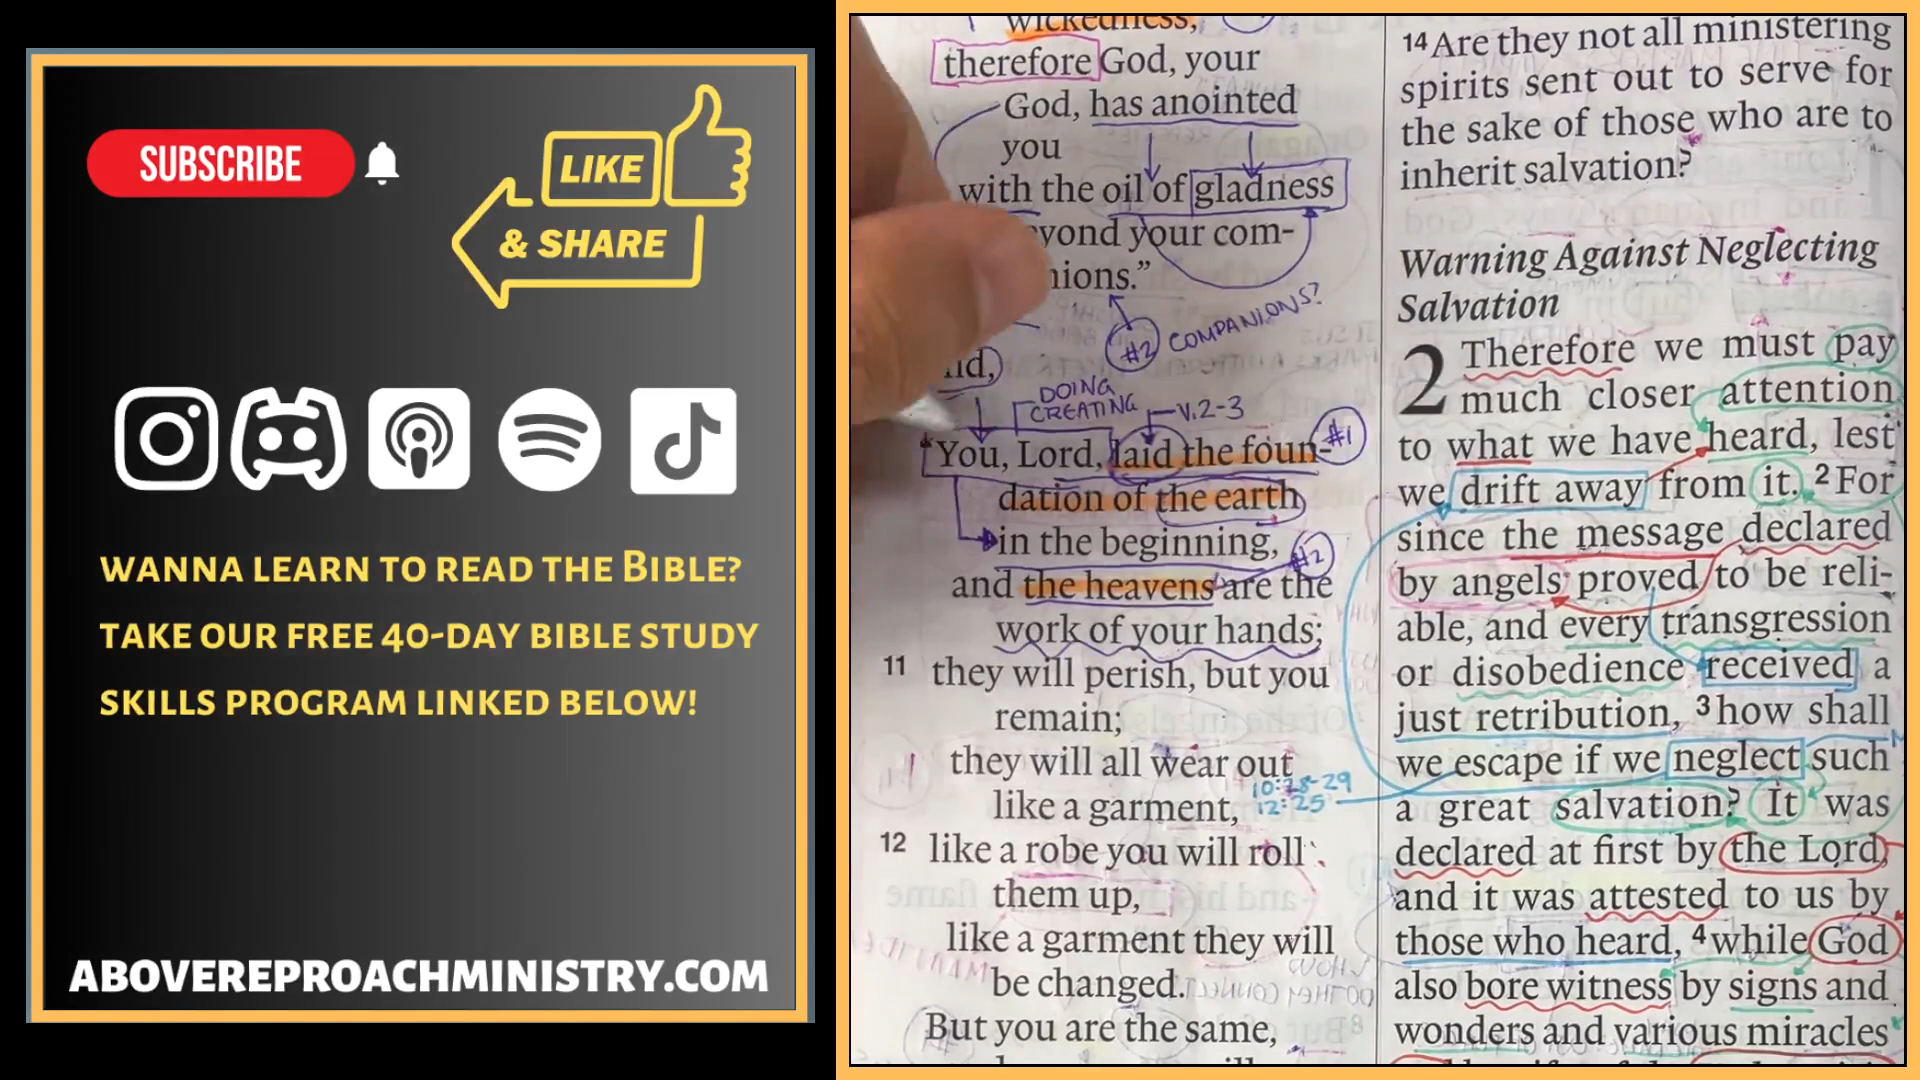 SUBSCRIBE
LIKE
& SHARE
WANNA LEARN TO READ THE BIBLE?
TAKE OUR FREE 40-DAY BIBLE STUDY
SKILLS PROGRAM LINKED BELOW!
ABOVEREPROACHMINISTRY.COM
wickedness,
therefore God, your
God, has anointed
you
with the oil of gladness
yond your com-
nions.”
#2 COMPANIONS?
DOING
CREATING
V.2-3
“You, Lord, laid the foun-
#1
dation of the earth
in the beginning,
#2
and the heavens are the
work of your hands;
11 they will perish, but you
remain;
they will all wear out
10:28-29
like a garment,
12:25
12 like a robe you will roll
them up,
like a garment they will
be changed.
But you are the same,
14 Are they not all ministering
spirits sent out to serve for
the sake of those who are to
inherit salvation?
Warning Against Neglecting
Salvation
2 Therefore we must pay
much closer attention
to what we have heard, lest
we drift away from it. 2 For
since the message declared
by angels proved to be reli-
able, and every transgression
or disobedience received a
just retribution, 3 how shall
we escape if we neglect such
a great salvation? It was
declared at first by the Lord,
and it was attested to us by
those who heard, 4 while God
also bore witness by signs and
wonders and various miracles